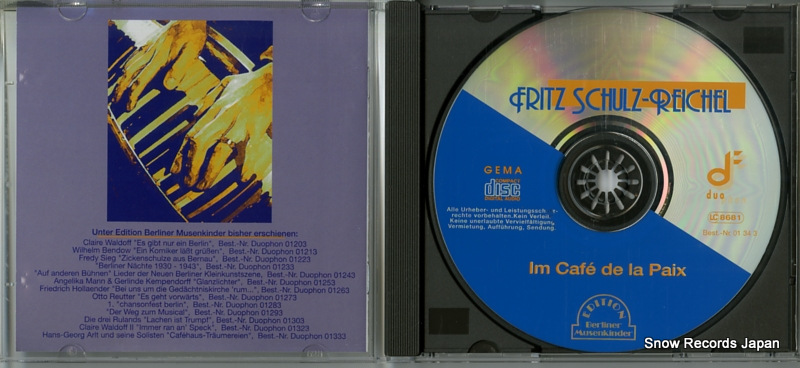 Unter Edition Berliner Musenkinder bisher erschienen:
Claire Waldoff "Es gibt nur ein Berlin", Best.-Nr. Duophon 01203
Wilhelm Bendow "Ein Komiker läßt grüßen", Best.-Nr. Duophon 01213
Fredy Sieg "Zickenschulze aus Bernau", Best.-Nr. Duophon 01223
"Berliner Nächte 1930 - 1943", Best.-Nr. Duophon 01233
"Auf anderen Bühnen" Lieder der Neuen Berliner Kleinkunstszene, Best.-Nr. Duophon 01243
Angelika Mann & Gerlinde Kempendorff "Glanzlichter", Best.-Nr. Duophon 01253
Friedrich Hollaender "Bei uns um die Gedächtniskirche 'rum...", Best.-Nr. Duophon 01263
Otto Reutter "Es geht vorwärts", Best.-Nr. Duophon 01273
1. "chansonfest berlin", Best.-Nr. Duophon 01283
"Der Weg zum Musical", Best.-Nr. Duophon 01293
Die drei Rulands "Lachen ist Trumpf", Best.-Nr. Duophon 01303
Claire Waldoff II "Immer ran an' Speck", Best.-Nr. Duophon 01323
Hans-Georg Arlt und seine Solisten "Cafèhaus-Träumereien", Best.-Nr. Duophon 01333
FRITZ SCHULZ-REICHEL
GEMA
COMPACT
disc
DIGITAL AUDIO
duo
LC 8681
Best.-Nr. 01 34 3
Alle Urheber- und Leistungssch t-
rechte vorbehalten.Kein Verleih.
Keine unerlaubte Vervielfältigung,
Vermietung, Aufführung, Sendung.
Im Café de la Paix
EDITION
Berliner
Musenkinder
Snow Records Japan